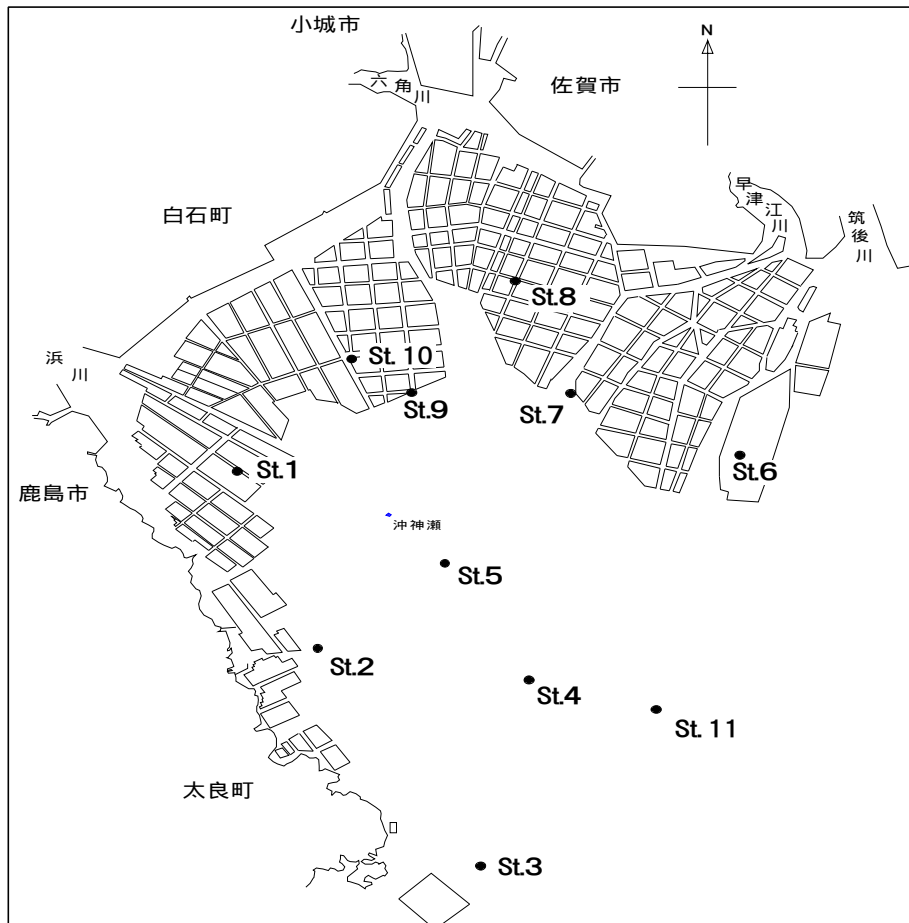 小城市
N
六角川
佐賀市
早津江川
筑後川
白石町
St.8
浜川
St. 10
St.9
St.7
St.6
St.1
鹿島市
沖神瀬
St.5
St.2
St.4
St. 11
太良町
St.3